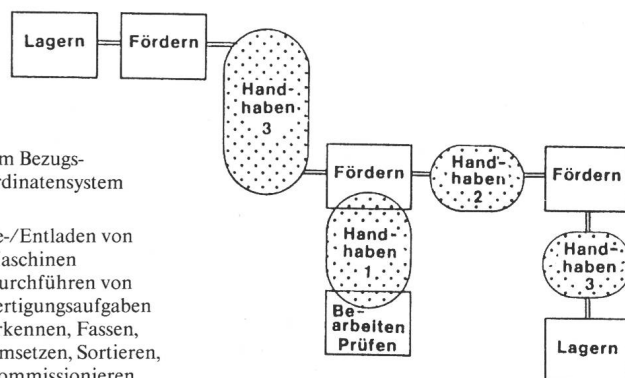 Lagern
Fördern
Hand-
haben
3
m Bezugs-
rdinatensystem
e-/Entladen von
aschinen
urchführen von
ertigungsaufgaben
rkennen, Fassen,
msetzen, Sortieren,
ommissionieren
Fördern
Hand-
haben
2
Fördern
Hand-
haben
1
Be-
arbeiten
Prüfen
Hand-
haben
3
Lagern